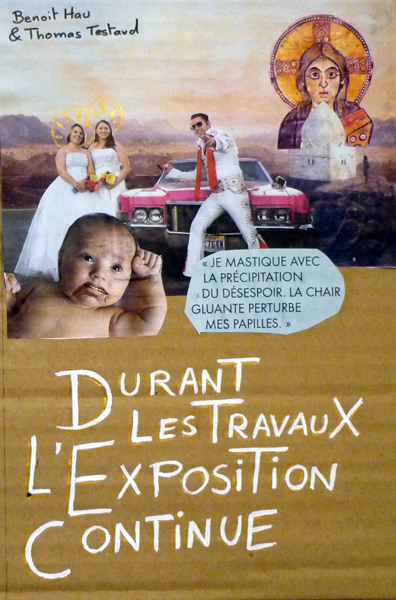 Benoit Hau
& Thomas Testaud
« JE MASTIQUE AVEC
LA PRÉCIPITATION
DU DÉSESPOIR. LA CHAIR
GLUANTE PERTURBE
MES PAPILLES. »
DURANT
LES TRAVAUX
L'EXPOSITION
CONTINUE